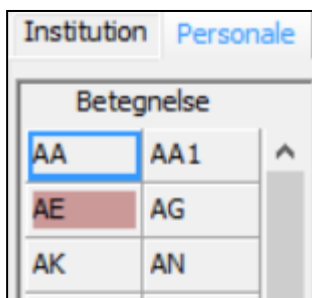 Institution Personale
Betegnelse
AA AA1
AE AG
AK AN